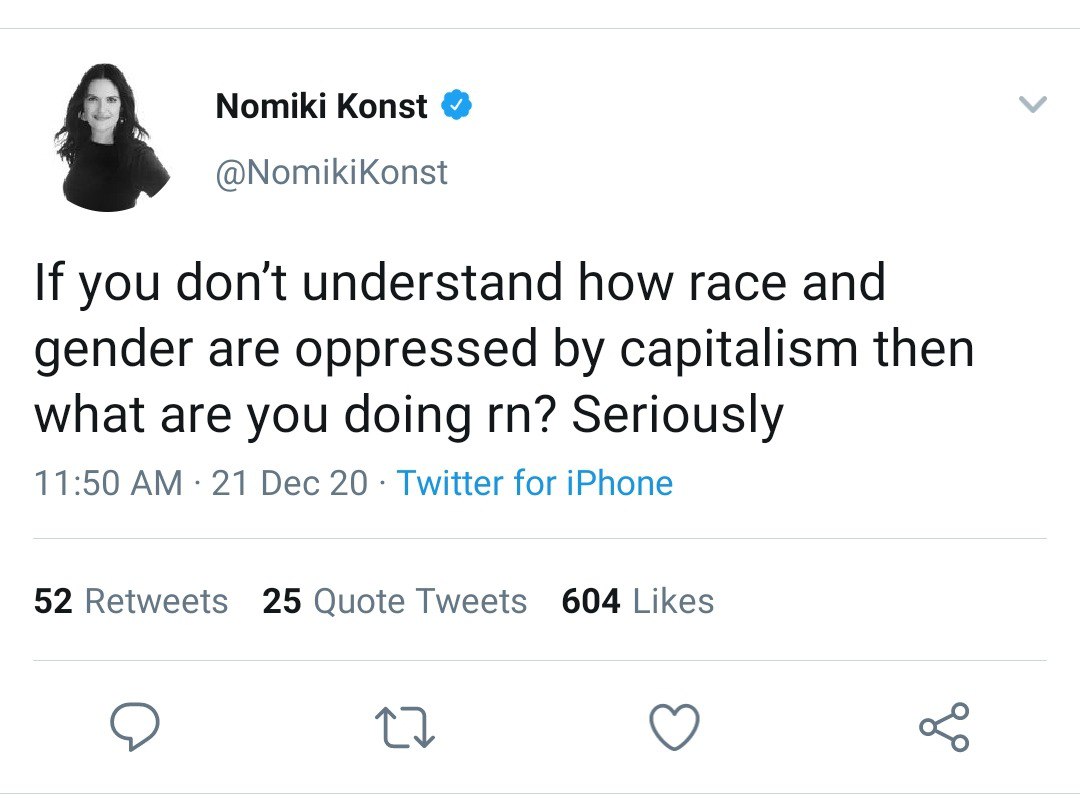 Nomiki Konst
@NomikiKonst
If you don’t understand how race and
gender are oppressed by capitalism then
what are you doing rn? Seriously
11:50 AM · 21 Dec 20 · Twitter for iPhone
52 Retweets 25 Quote Tweets 604 Likes